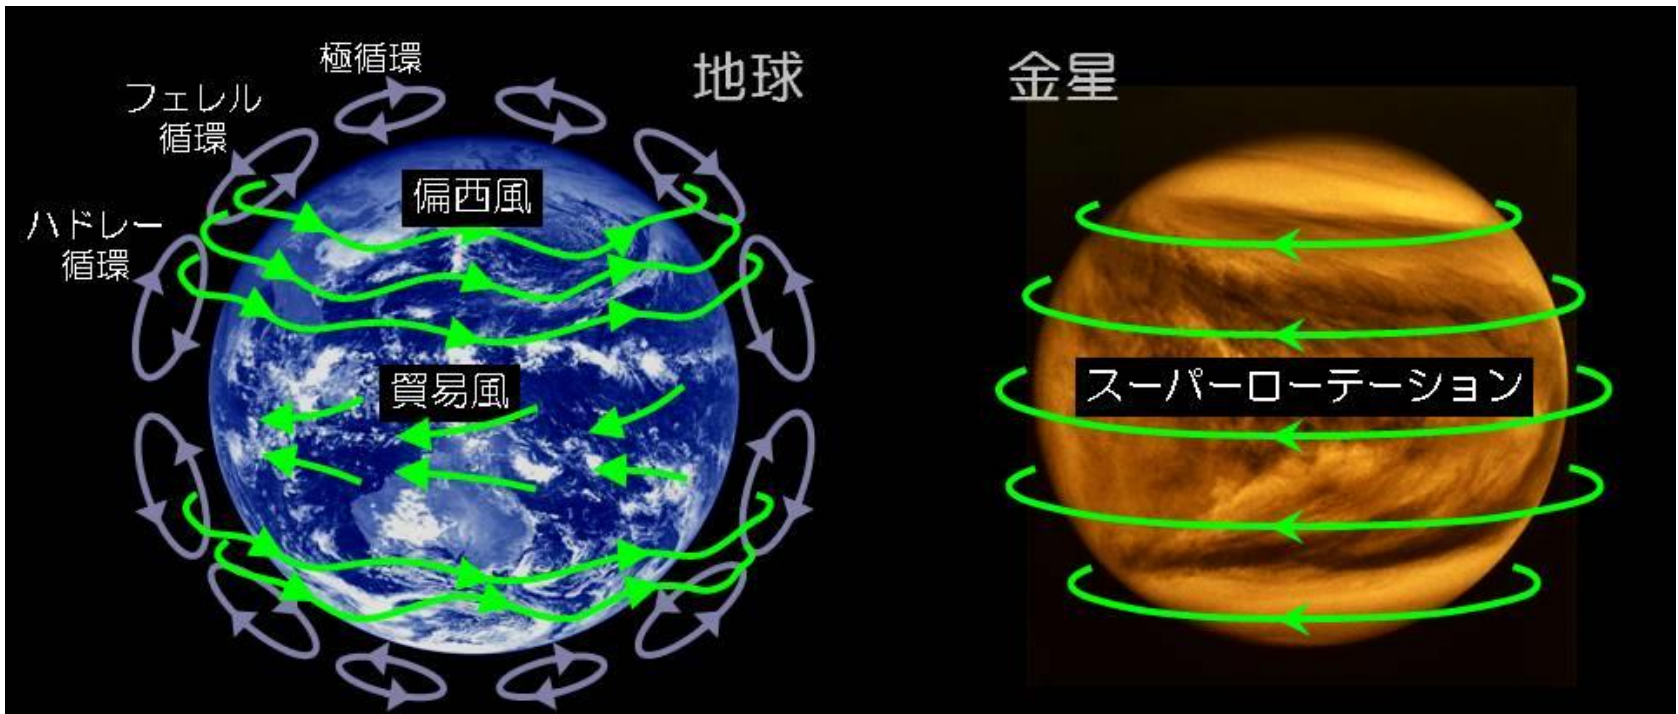 極循環
フェレル
循環
ハドレー
循環
地球
偏西風
貿易風
金星
スーパーローテーション